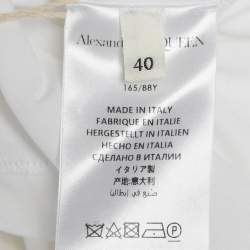 Alexander McQUEEN
40
165/88Y
MADE IN ITALY
FABRIQUE EN ITALIE
HERGESTELLT IN ITALIEN
HECHO EN ITALIA
СДЕЛАНО В ИТАЛИИ
イタリア製
产地:意大利
صنع في إيطاليا